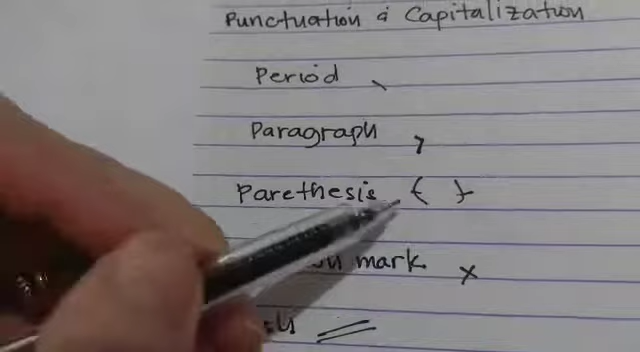 Punctuation & Capitalization
Period
Paragraph ,
Parethesis { }
mark x